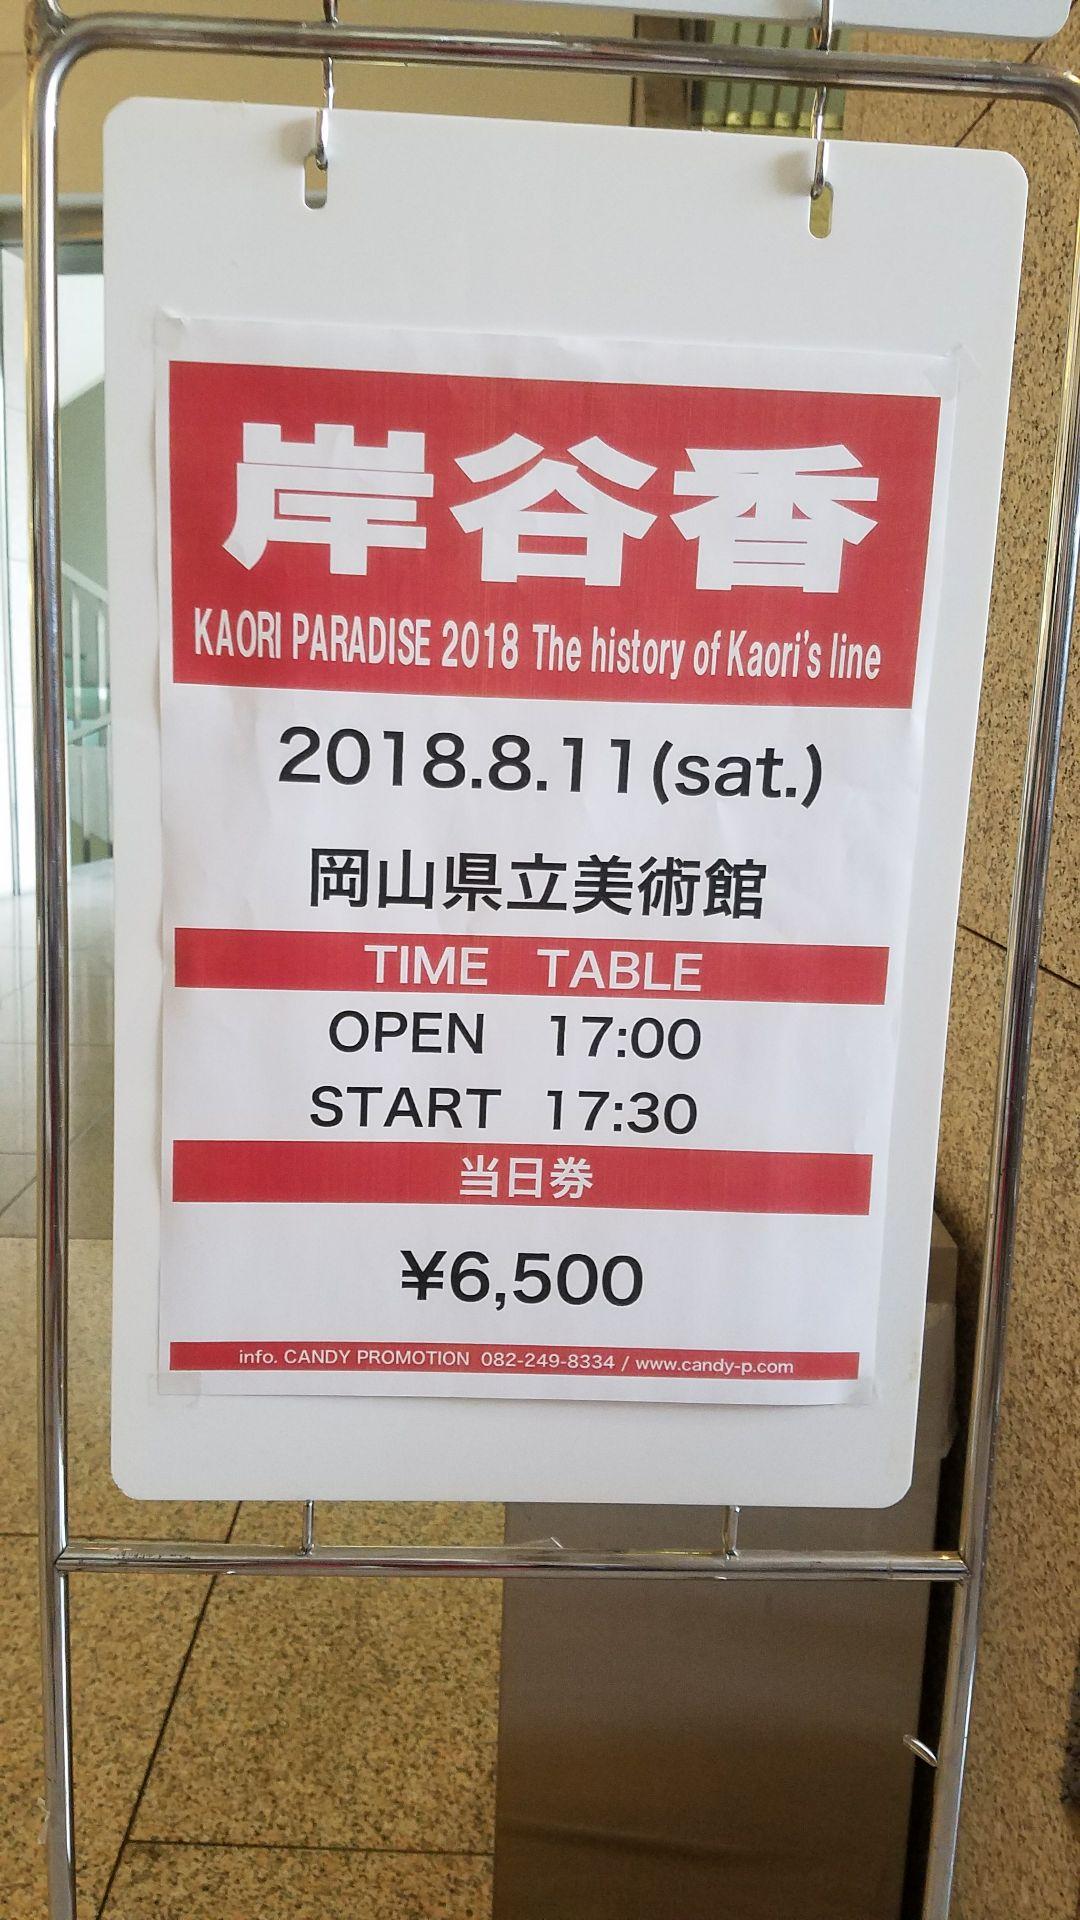 岸谷香
KAORI PARADISE 2018 The history of Kaori's line
2018.8.11(sat.)
岡山県立美術館
TIME TABLE
OPEN 17:00
START 17:30
当日券
¥6,500
info. CANDY PROMOTION 082-249-8334 / www.candy-p.com